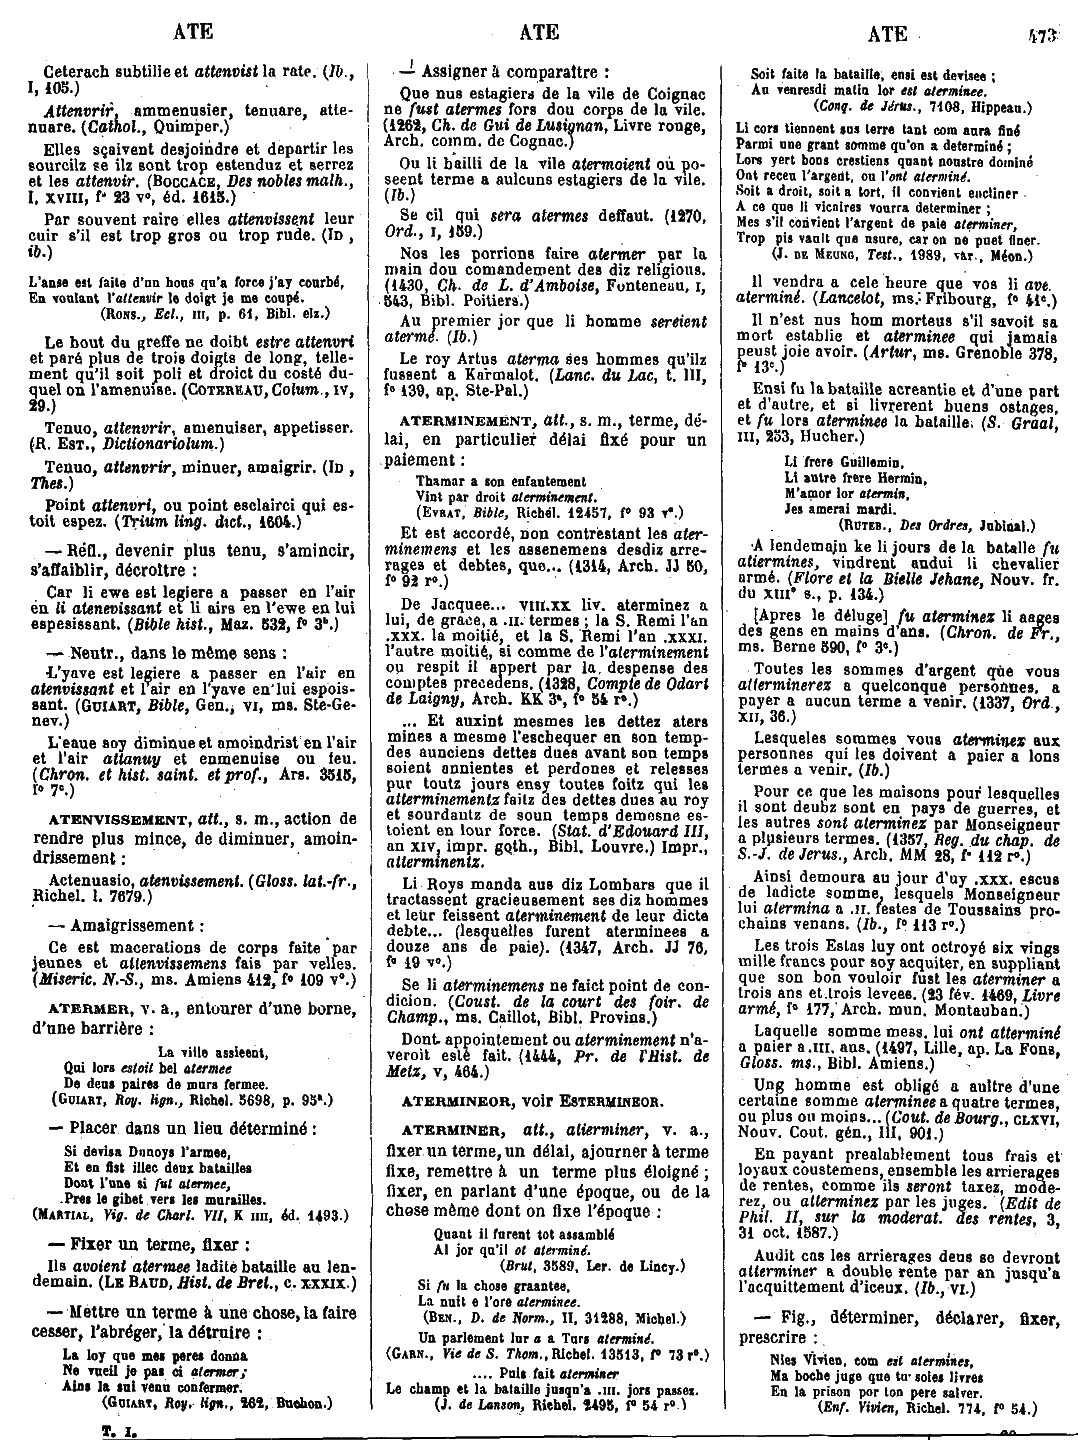 ATE
ATE
ATE
473
Ceterach subtilie et attenvist la rate. (Ib.,
I, 105.)
Attenvrir, ammenusier, tenuare, atte-
nuare. (Cathol., Quimper.)
Elles sçaivent desjoindre et departir les
sourcilz se ilz sont trop estenduz et serrez
et les attenvir. (BOCCACE, Des nobles malh.,
I, XVIII, f° 23 v°, éd. 1615.)
Par souvent raire elles attenvissent leur
cuir s'il est trop gros ou trop rude. (ID,
ib.)
L'anse est faite d'un hous qu'a force j'ay courbé,
En voulant l'attenvir le doigt je me coupé.
(RONS., Ecl., III, p. 61, Bibl. elz.)
Le bout du greffe ne doibt estre attenvri
et paré plus de trois doigts de long, telle-
ment qu'il soit poli et droict du costé du-
quel on l'amenuise. (COTEREAU, Colum., IV,
29.)
Tenuo, attenvrir, amenuiser, appetisser.
(R. EST., Dictionariolum.)
Tenuo, attenvrir, minuer, amaigrir. (ID,
Thes.)
Point attenvri, ou point esclairci qui es-
toit espez. (Trium ling. dict., 1604.)
— Réfl., devenir plus tenu, s'amincir,
s'affaiblir, décroître :
Car li ewe est legiere a passer en l'air
en li atenevissant et li airs en l'ewe en lui
espesissant. (Bible hist., Maz. 532, f° 3ᵇ.)
— Neutr., dans le même sens :
L'yave est legiere a passer en l'air en
atenvissant et l'air en l'yave en lui espois-
sant. (GUIART, Bible, Gen., VI, ms. Ste-Ge-
nev.)
L'eaue soy diminue et amoindrist en l'air
et l'air attanuy et enmenuise ou feu.
(Chron. et hist. saint. et prof., Ars. 3515,
f° 7ᶜ.)
ATENVISSEMENT, att., s. m., action de
rendre plus mince, de diminuer, amoin-
drissement :
Actenuasio, atenvissement. (Gloss. lat.-fr.,
Richel. l. 7679.)
— Amaigrissement :
Ce est macerations de corps faite par
jeunes et attenvissemens fais par velles.
(Miseric. N.-S., ms. Amiens 412, f° 109 v°.)
ATERMER, v. a., entourer d'une borne,
d'une barrière :
La ville assieent,
Qui lors estoit bel atermee
De deus paires de murs fermee.
(GUIART, Roy. lign., Richel. 5698, p. 95ᵃ.)
— Placer dans un lieu déterminé :
Si devisa Dunoys l'armee,
Et en fist illec deux batailles
Dont l'une si fut atermee,
Pres le gibet vers les murailles.
(MARTIAL, Vig. de Charl. VII, K IIII, éd. 1493.)
— Fixer un terme, fixer :
Ils avoient atermee ladite bataille au len-
demain. (LE BAUD, Hist. de Bret., c. XXXIX.)
— Mettre un terme à une chose, la faire
cesser, l'abréger, la détruire :
La loy que mes peres donna
Ne vueil je pas ci atermer;
Ains la sui venu confermer.
(GUIART, Roy. lign., 262, Buchon.)
T. I.
— Assigner à comparaître :
Que nus estagiers de la vile de Coignac
ne fust atermes fors dou corps de la vile.
(1262, Ch. de Gui de Lusignan, Livre rouge,
Arch. comm. de Cognac.)
Ou li bailli de la vile atermoient où po-
seent terme a aulcuns estagiers de la vile.
(Ib.)
Se cil qui sera atermes deffaut. (1270,
Ord., I, 159.)
Nos les porrions faire atermer par la
main dou comandement des diz religious.
(1430, Ch. de L. d'Amboise, Fonteneau, I,
543, Bibl. Poitiers.)
Au premier jor que li homme sereient
atermé. (Ib.)
Le roy Artus aterma ses hommes qu'ilz
fussent a Karmalot. (Lanc. du Lac, t. III,
f° 139, ap. Ste-Pal.)
ATERMINEMENT, att., s. m., terme, dé-
lai, en particulier délai fixé pour un
paiement :
Thamar a son enfantement
Vint par droit aterminement.
(EVRAT, Bible, Richel. 12457, f° 93 v°.)
Et est accordé, non contrestant les ater-
minemens et les assenemens desdiz arre-
rages et debtes, que... (1314, Arch. JJ 50,
f° 92 r°.)
De Jacquee... VIII.XX liv. aterminez a
lui, de grace, a .II. termes ; la S. Remi l'an
.XXX. la moitié, et la S. Remi l'an .XXXI.
l'autre moitié, si comme de l'aterminement
ou respit il appert par la despense des
comptes precedens. (1328, Compte de Odart
de Laigny, Arch. KK 3ᵃ, f° 54 r°.)
... Et auxint mesmes les dettez aters
mines a mesme l'eschequer en son temp-
des aunciens dettes dues avant son temps
soient annientes et perdones et relesses
pur toutz jours ensy toutes foitz qui les
atterminementz faitz des dettes dues au roy
et sourdantz de soun temps demesne es-
toient en lour force. (Stat. d'Edouard III,
an XIV, impr. goth., Bibl. Louvre.) Impr.,
alterminentz.
Li Roys manda aus diz Lombars que il
tractassent gracieusement ses diz hommes
et leur feissent aterminement de leur dicte
debte... (lesquelles furent aterminees a
douze ans de paie). (1347, Arch. JJ 76,
f° 19 v°.)
Se li aterminemens ne faict point de con-
dicion. (Coust. de la court des foir. de
Champ., ms. Caillot, Bibl. Provins.)
Dont appointement ou aterminement n'a-
veroit esté fait. (1444, Pr. de l'Hist. de
Metz, V, 464.)
ATERMINEOR, voir ESTERMINEOR.
ATERMINER, att., atierminer, v. a.,
fixer un terme, un délai, ajourner à terme
fixe, remettre à un terme plus éloigné ;
fixer, en parlant d'une époque, ou de la
chose même dont on fixe l'époque :
Quant il furent tot assamblé
Al jor qu'il ot aterminé.
(Brut, 3589, Ler. de Lincy.)
Si fu la chose graantee,
La nuit e l'ore aterminee.
(BEN., D. de Norm., II, 31288, Michel.)
Un parlement lur a a Turs aterminé.
(GARN., Vie de S. Thom., Richel. 13513, f° 73 r°.)
.... Puis fait aterminer
Le champ et la bataille jusqu'a .III. jors passez.
(J. de Lanson, Richel. 2495, f° 54 r°.)
Soit faite la bataille, ensi est devisee ;
Au venresdi matin lor est aterminee.
(Conq. de Jérus., 7108, Hippeau.)
Li cors tiennent sus terre tant com aura finé
Parmi une grant somme qu'on a determiné ;
Lors yert bons crestiens quant noustre dominé
Ont receu l'argent, ou l'ont aterminé.
Soit a droit, soit a tort, il convient encliner
A ce que li vicaires vourra determiner ;
Mes s'il convient l'argent de paie aterminer,
Trop pis vault que usure, car on ne puet finer.
(J. DE MEUNG, Test., 1989, var., Méon.)
Il vendra a cele heure que vos li ave.
aterminé. (Lancelot, ms. Fribourg, f° 41ᶜ.)
Il n'est nus hom morteus s'il savoit sa
mort establie et aterminee qui jamais
peust joie avoir. (Artur, ms. Grenoble 378,
f° 13ᶜ.)
Ensi fu la bataille acreantie et d'une part
et d'autre, et si livrerent buens ostages,
et fu lors aterminee la bataille. (S. Graal,
III, 253, Hucher.)
Li frere Guillemin,
Li autre frere Hermin,
M'amor lor atermin,
Jes amerai mardi.
(RUTEB., Des Ordres, Jubinal.)
A lendemain ke li jours de la batalle fu
atiermines, vindrent andui li chevalier
armé. (Flore et la Bielle Jehane, Nouv. fr.
du XIIIᵉ s., p. 134.)
[Apres le déluge] fu aterminez li aages
des gens en mains d'ans. (Chron. de Fr.,
ms. Berne 590, f° 3ᶜ.)
Toutes les sommes d'argent que vous
atterminerez a quelconque personnes, a
payer a aucun terme a venir. (1337, Ord.,
XII, 36.)
Lesqueles sommes vous aterminez aux
personnes qui les doivent a paier a lons
termes a venir. (Ib.)
Pour ce que les maisons pour lesquelles
il sont deubz sont en pays de guerres, et
les autres sont aterminez par Monseigneur
a plusieurs termes. (1357, Reg. du chap. de
S.-J. de Jerus., Arch. MM 28, f° 112 r°.)
Ainsi demoura au jour d'uy .XXX. escus
de ladicte somme, lesquels Monseigneur
lui atermina a .II. festes de Toussains pro-
chains venans. (Ib., f° 113 r°.)
Les trois Estas luy ont octroyé six vings
mille francs pour soy acquiter, en suppliant
que son bon vouloir fust les aterminer a
trois ans et trois levees. (23 fév. 1469, Livre
armé, f° 177, Arch. mun. Montauban.)
Laquelle somme mess. lui ont atterminé
a paier a .III. ans. (1497, Lille, ap. La Fons,
Gloss. ms., Bibl. Amiens.)
Ung homme est obligé a aultre d'une
certaine somme aterminee a quatre termes,
ou plus ou moins... (Cout. de Bourg., CLXVI,
Nouv. Cout. gén., III, 901.)
En payant prealablement tous frais et
loyaux coustemens, ensemble les arrierages
de rentes, comme ils seront taxez, mode-
rez, ou atterminez par les juges. (Edit de
Phil. II, sur la moderat. des rentes, 3,
31 oct. 1587.)
Audit cas les arrierages deus se devront
atterminer a double rente par an jusqu'a
l'acquittement d'iceux. (Ib., VI.)
— Fig., déterminer, déclarer, fixer,
prescrire :
Nies Vivien, com est atermines,
Ma boche juge que tu soies livres
En la prison por ton pere salver.
(Enf. Vivien, Richel. 774, f° 54.)